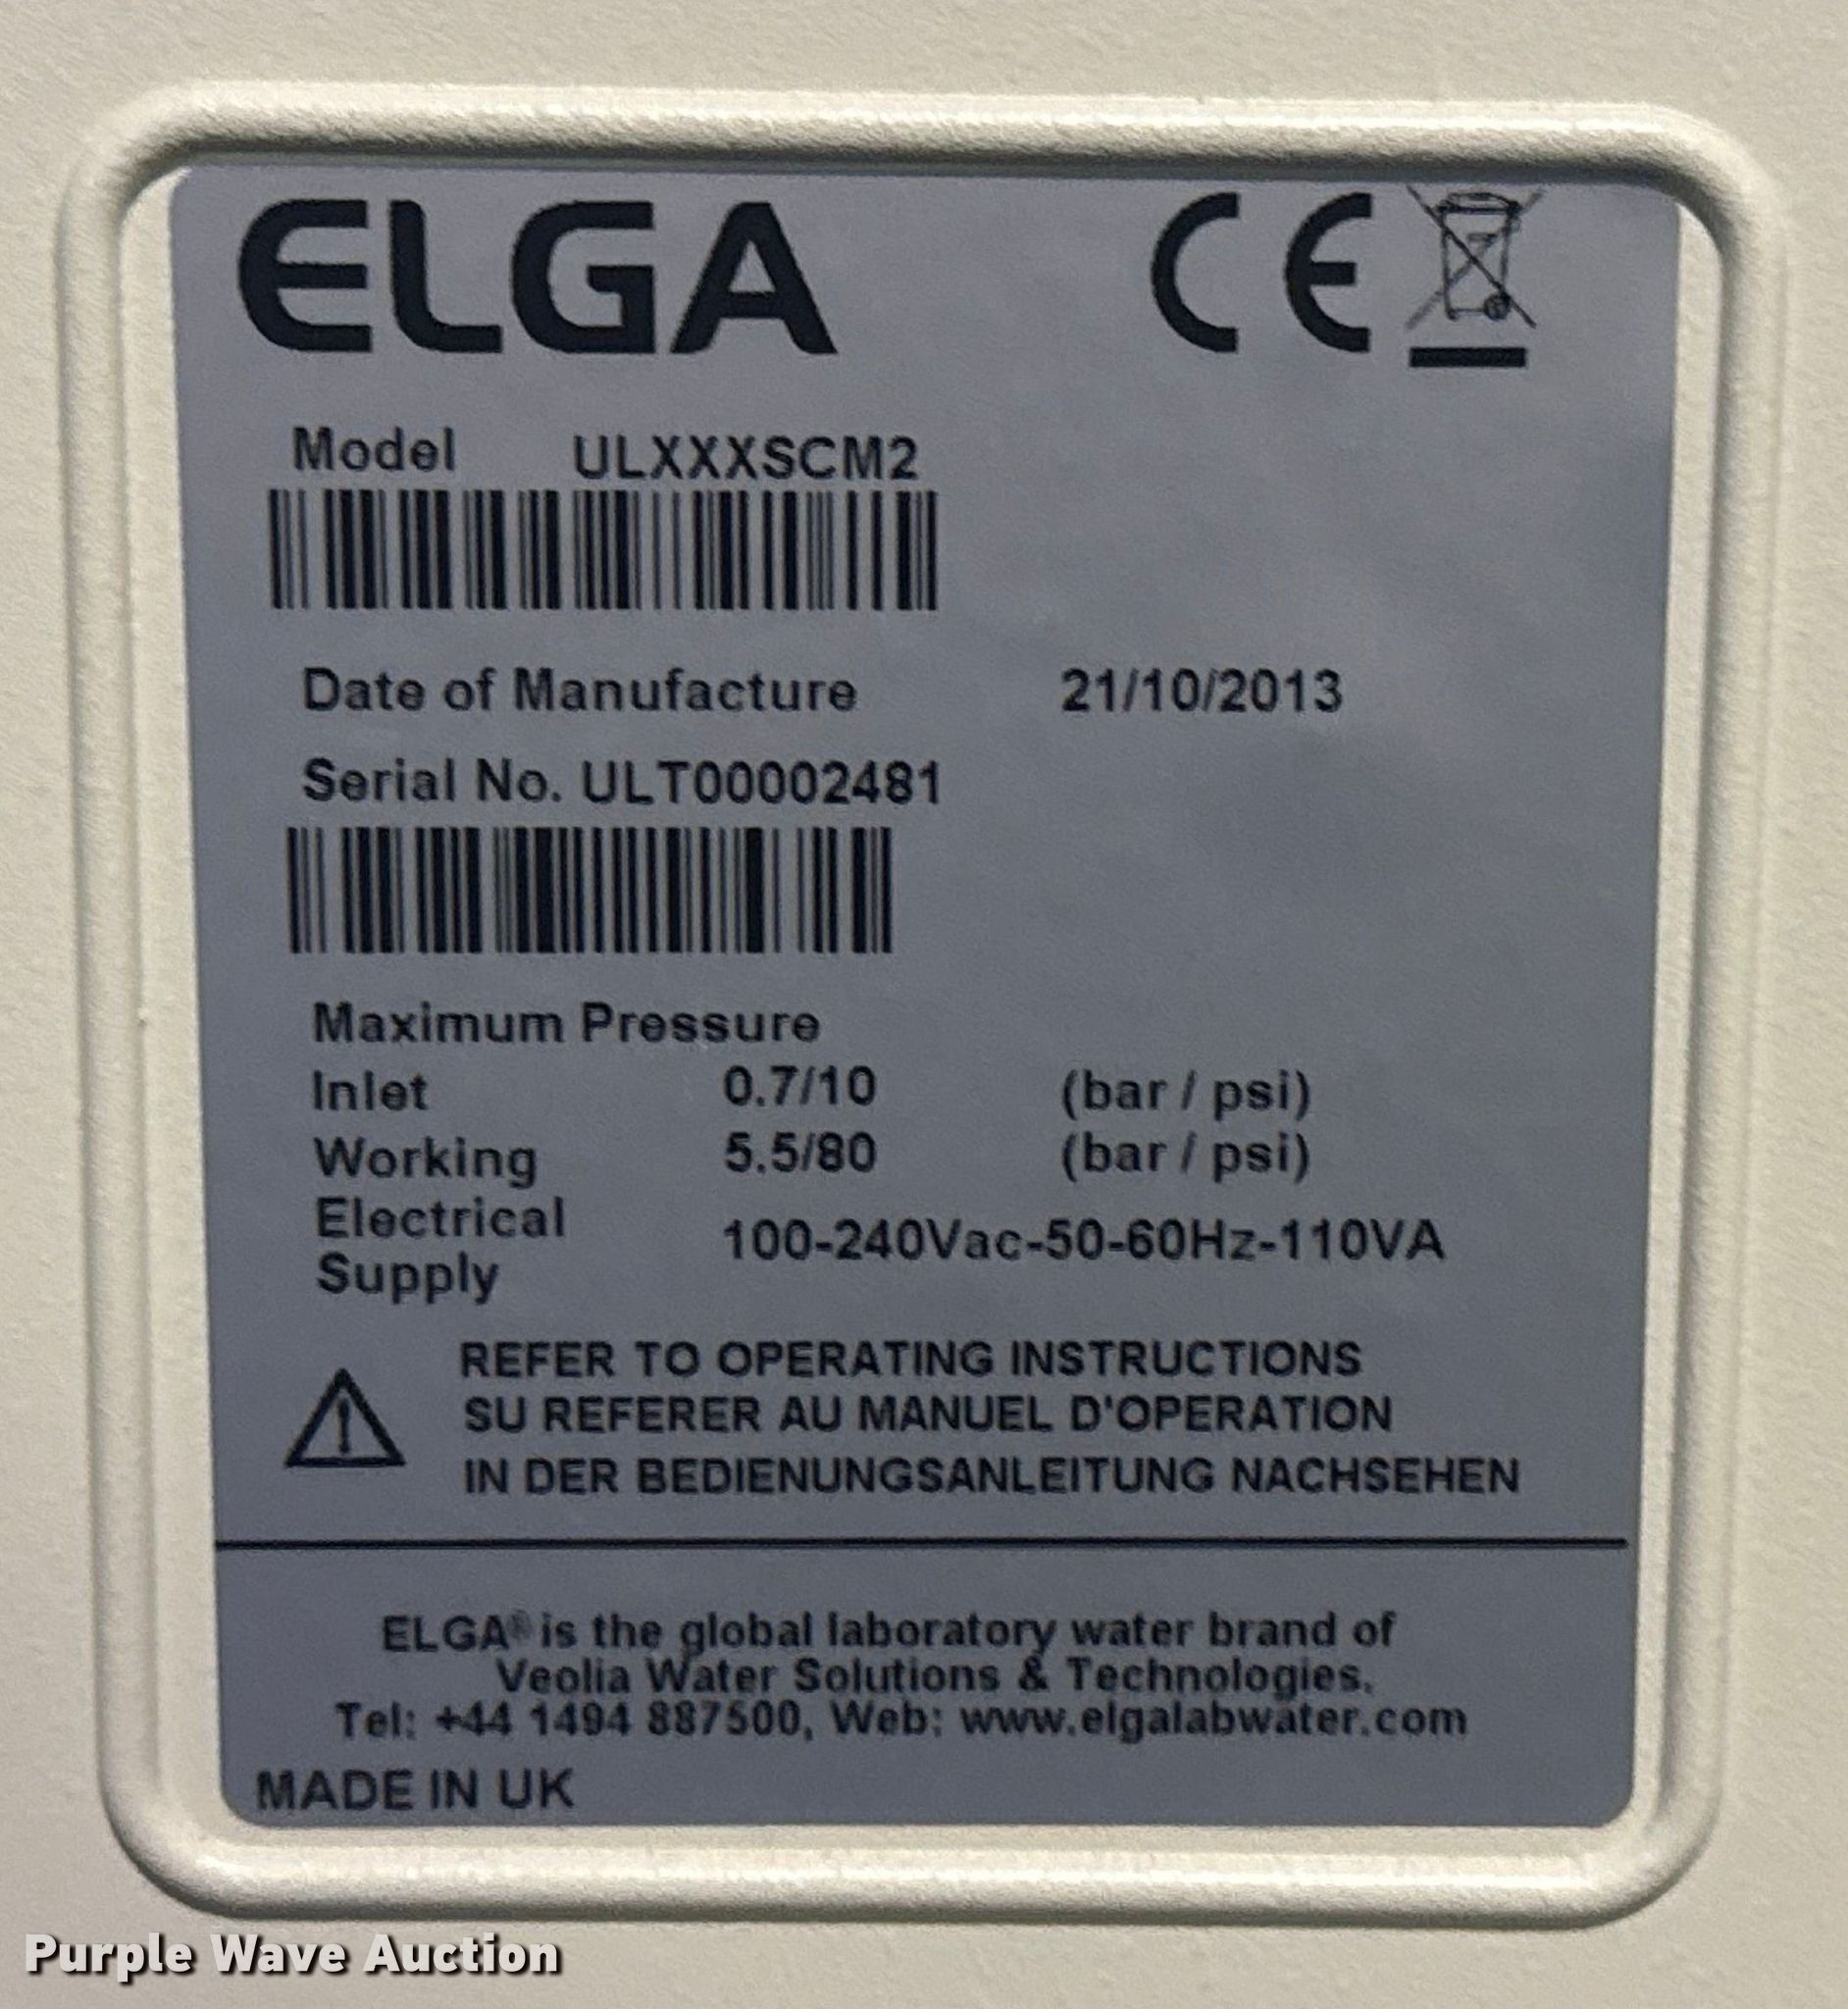 ELGA CE
Model ULXXXSCM2
Date of Manufacture 21/10/2013
Serial No. ULT00002481
Maximum Pressure
Inlet 0.7/10 (bar / psi)
Working 5.5/80 (bar / psi)
Electrical
Supply 100-240Vac-50-60Hz-110VA
REFER TO OPERATING INSTRUCTIONS
SU REFERER AU MANUEL D'OPERATION
IN DER BEDIENUNGSANLEITUNG NACHSEHEN
ELGA® is the global laboratory water brand of
Veolia Water Solutions & Technologies.
Tel: +44 1494 887500, Web: www.elgalabwater.com
MADE IN UK
Purple Wave Auction